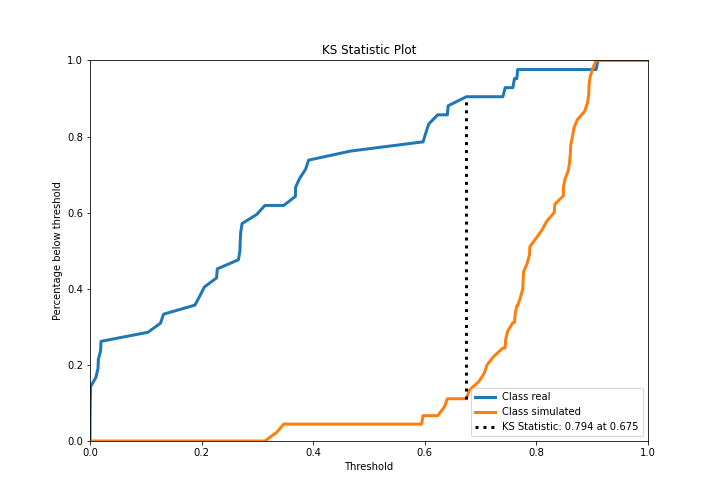 KS Statistic Plot
1.0
0.8
0.6
0.4
0.2
0.0
Percentage below threshold
0.0 0.2 0.4 0.6 0.8 1.0
Threshold
Class real
Class simulated
KS Statistic: 0.794 at 0.675